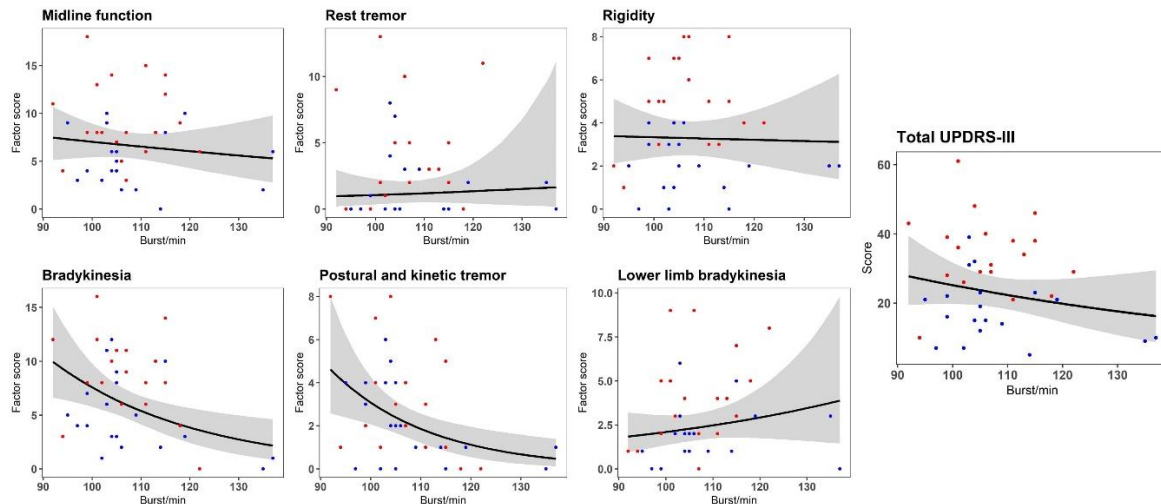 Midline function
Rest tremor
Rigidity
Factor score
15
10
5
0
90 100 110 120 130
Burst/min
Factor score
10
5
0
90 100 110 120 130
Burst/min
Factor score
8
6
4
2
0
90 100 110 120 130
Burst/min
Total UPDRS-III
Score
60
40
20
0
90 100 110 120 130
Burst/min
Bradykinesia
Postural and kinetic tremor
Lower limb bradykinesia
Factor score
15
10
5
0
90 100 110 120 130
Burst/min
Factor score
8
6
4
2
0
90 100 110 120 130
Burst/min
Factor score
10.0
7.5
5.0
2.5
0.0
90 100 110 120 130
Burst/min